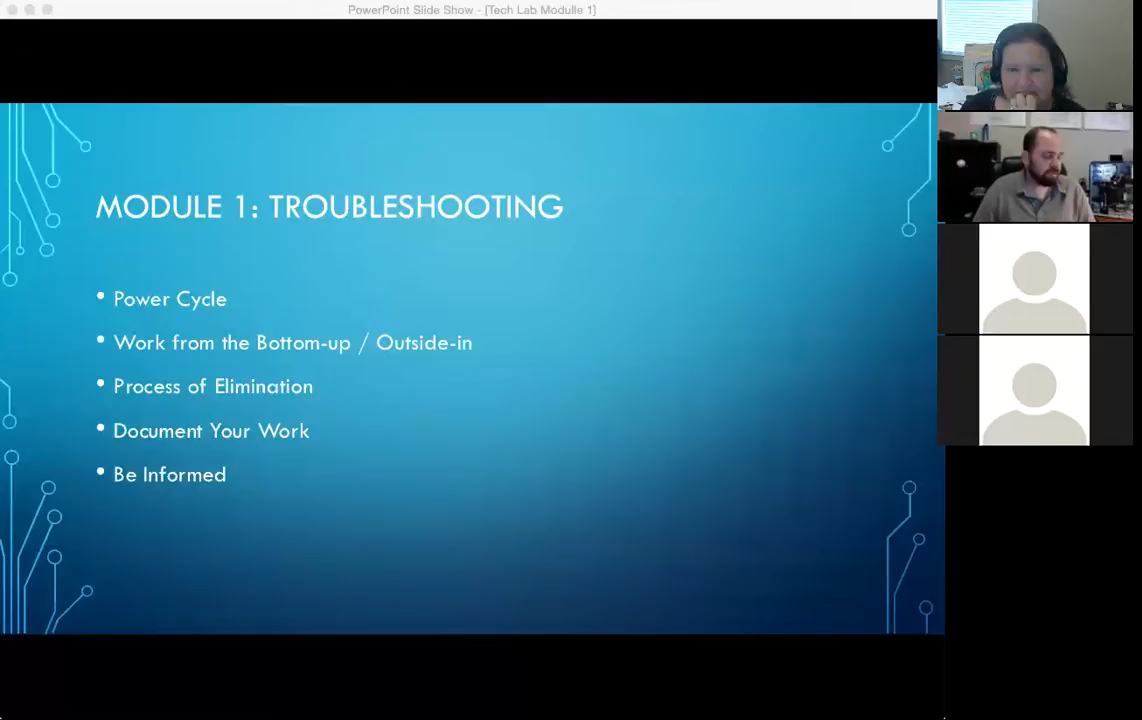 PowerPoint Slide Show - [Tech Lab Modulle 1]
MODULE 1: TROUBLESHOOTING
• Power Cycle
• Work from the Bottom-up / Outside-in
• Process of Elimination
• Document Your Work
• Be Informed